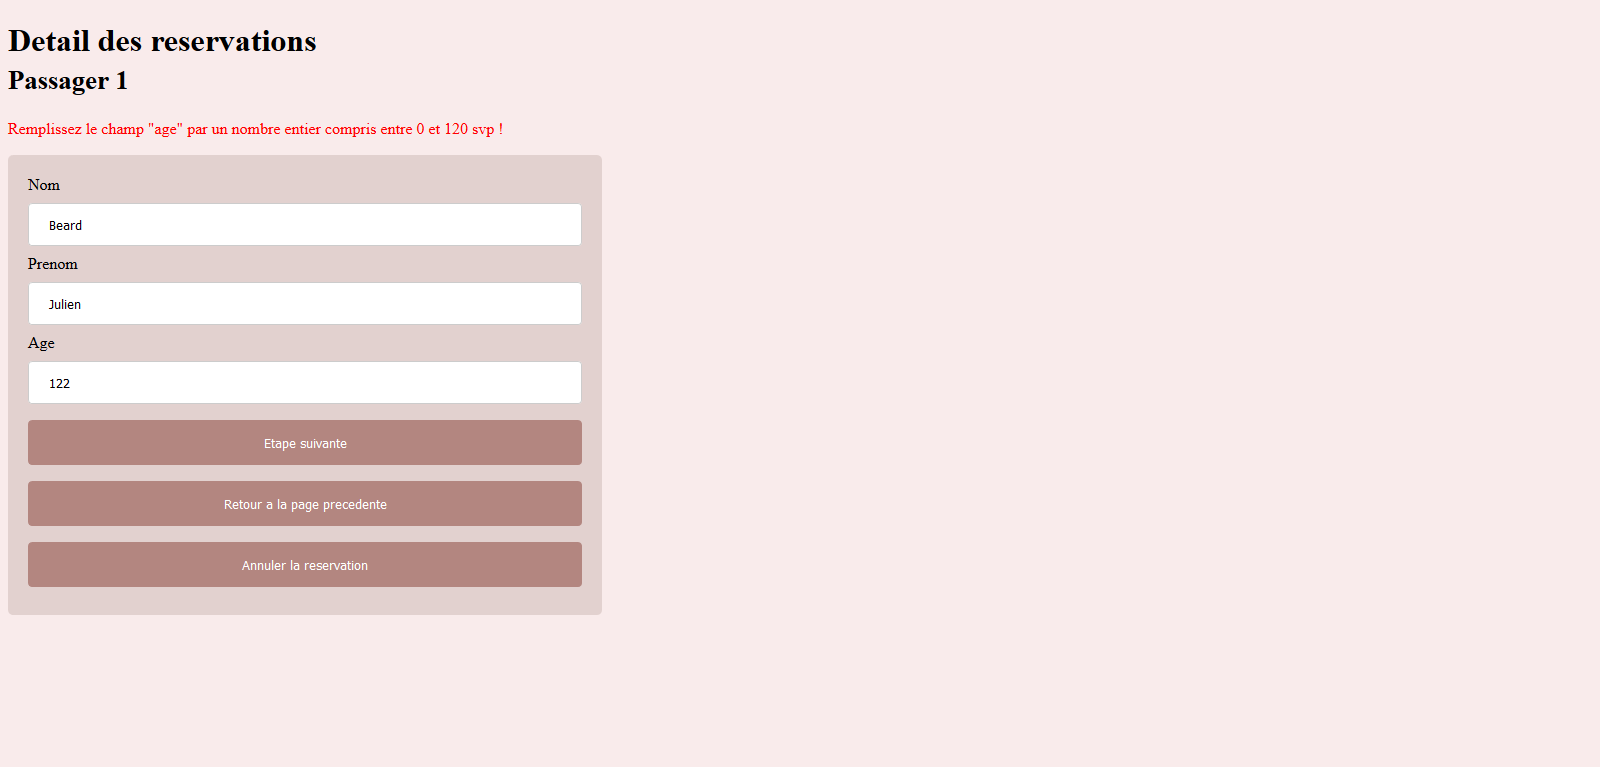 Detail des reservations
Passager 1
Remplissez le champ "age" par un nombre entier compris entre 0 et 120 svp !
Nom
Beard
Prenom
Julien
Age
122
Etape suivante
Retour a la page precedente
Annuler la reservation